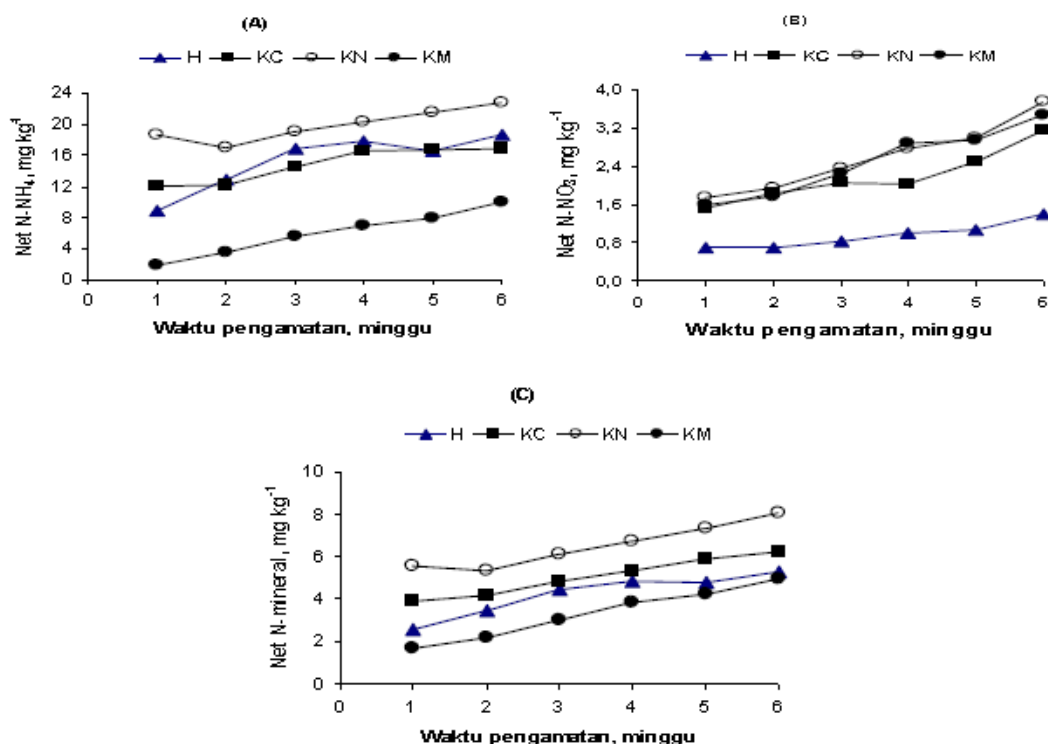 (A)
H KC KN KM
Net N-NH₄, mg kg⁻¹
24
20
16
12
8
4
0
0 1 2 3 4 5 6
Waktu pengamatan, minggu
(B)
H KC KN KM
Net N-NO₃, mg kg⁻¹
4,0
3,2
2,4
1,6
0,8
0,0
0 1 2 3 4 5 6
Waktu pengamatan, minggu
(C)
H KC KN KM
Net N-mineral, mg kg⁻¹
10
8
6
4
2
0
0 1 2 3 4 5 6
Waktu pengamatan, minggu